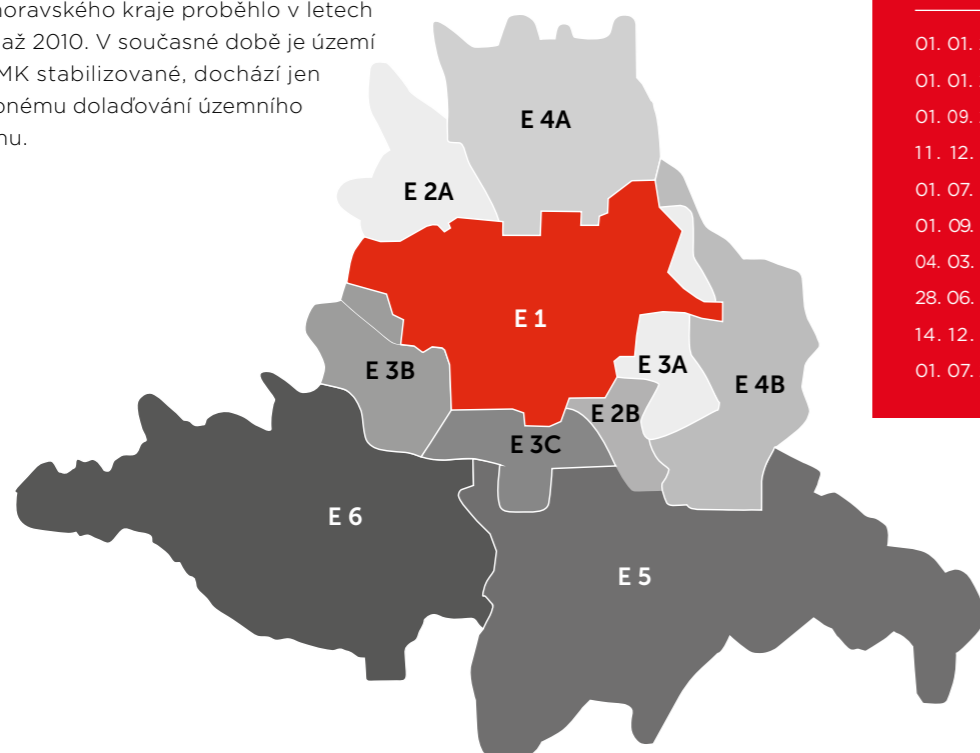 moravského kraje proběhlo v letech
až 2010. V současné době je území
MK stabilizované, dochází jen
dolaďování územního
E 4A
E 2A
E 1
E 3B
E 3A
E 4B
E 2B
E 3C
E 6
E 5
01. 01.
01. 01.
01. 09.
11. 12.
01. 07.
01. 09.
04. 03.
28. 06.
14. 12.
01. 07.